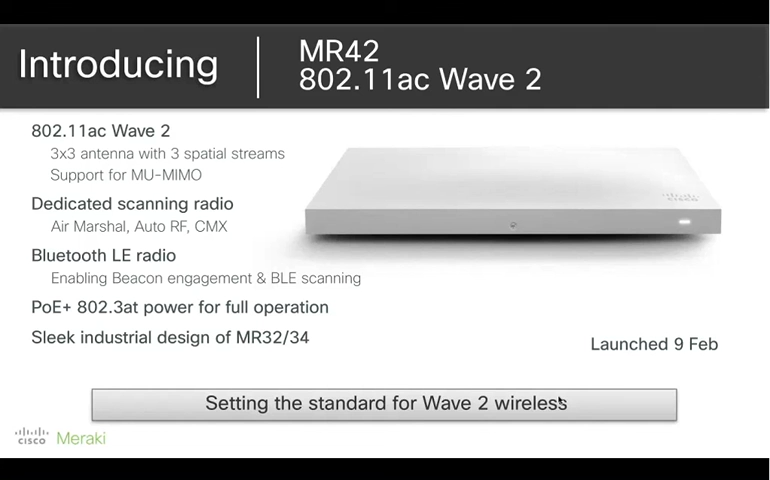 Introducing
MR42
802.11ac Wave 2
802.11ac Wave 2
3x3 antenna with 3 spatial streams
Support for MU-MIMO
Dedicated scanning radio
Air Marshal, Auto RF, CMX
Bluetooth LE radio
Enabling Beacon engagement & BLE scanning
PoE+ 802.3at power for full operation
Sleek industrial design of MR32/34
CISCO
Launched 9 Feb
Setting the standard for Wave 2 wireless
CISCO Meraki